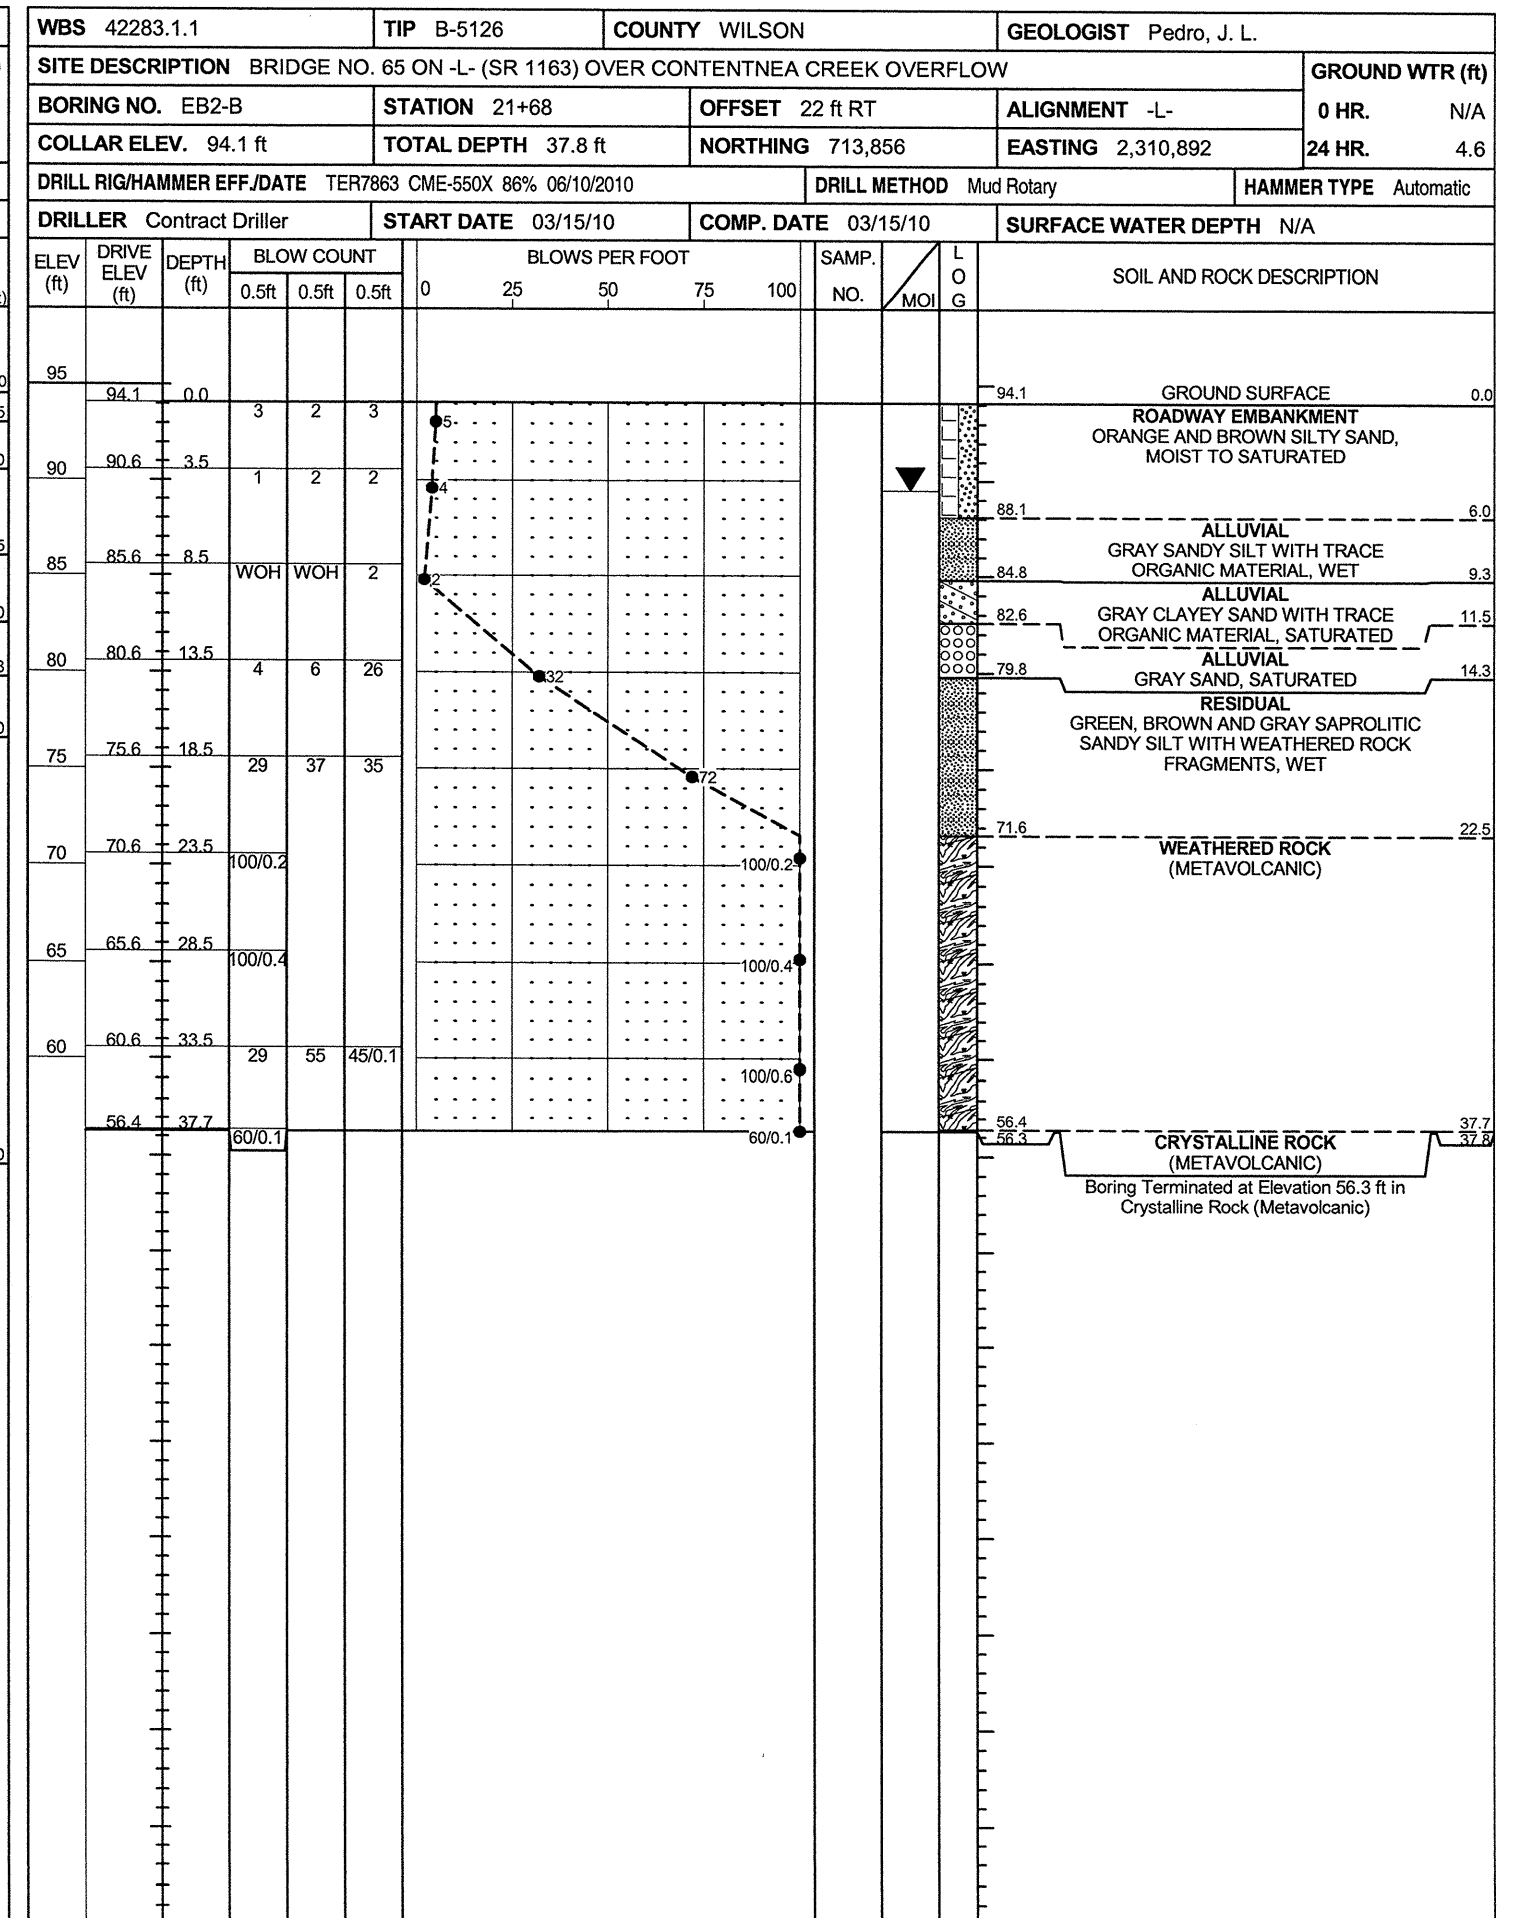 WBS 42283.1.1 TIP B-5126 COUNTY WILSON GEOLOGIST Pedro, J. L.
SITE DESCRIPTION BRIDGE NO. 65 ON -L- (SR 1163) OVER CONTENTNEA CREEK OVERFLOW GROUND WTR (ft)
BORING NO. EB2-B STATION 21+68 OFFSET 22 ft RT ALIGNMENT -L- 0 HR. N/A
COLLAR ELEV. 94.1 ft TOTAL DEPTH 37.8 ft NORTHING 713,856 EASTING 2,310,892 24 HR. 4.6
DRILL RIG/HAMMER EFF./DATE TER7863 CME-550X 86% 06/10/2010 DRILL METHOD Mud Rotary HAMMER TYPE Automatic
DRILLER Contract Driller START DATE 03/15/10 COMP. DATE 03/15/10 SURFACE WATER DEPTH N/A
ELEV (ft) DRIVE ELEV (ft) DEPTH (ft) BLOW COUNT BLOWS PER FOOT SAMP. NO. MOI LOG SOIL AND ROCK DESCRIPTION
0.5ft 0.5ft 0.5ft 0 25 50 75 100
95
94.1 0.0 94.1 GROUND SURFACE 0.0
3 2 3 5 ROADWAY EMBANKMENT
ORANGE AND BROWN SILTY SAND,
MOIST TO SATURATED
90 90.6 3.5
1 2 2 4
88.1 6.0
ALLUVIAL
GRAY SANDY SILT WITH TRACE
85 85.6 8.5
WOH WOH 2 2 ORGANIC MATERIAL, WET
84.8 9.3
ALLUVIAL
82.6 GRAY CLAYEY SAND WITH TRACE 11.5
ORGANIC MATERIAL, SATURATED
80 80.6 13.5 ALLUVIAL
4 6 26 32 79.8 GRAY SAND, SATURATED 14.3
RESIDUAL
GREEN, BROWN AND GRAY SAPROLITIC
75 75.6 18.5 SANDY SILT WITH WEATHERED ROCK
29 37 35 72 FRAGMENTS, WET
71.6 22.5
70 70.6 23.5 WEATHERED ROCK
100/0.2 100/0.2 (METAVOLCANIC)
65 65.6 28.5
100/0.4 100/0.4
60 60.6 33.5
29 55 45/0.1 100/0.6
56.4 37.7 56.4 37.7
60/0.1 60/0.1 56.3 CRYSTALLINE ROCK 37.8
(METAVOLCANIC)
Boring Terminated at Elevation 56.3 ft in
Crystalline Rock (Metavolcanic)